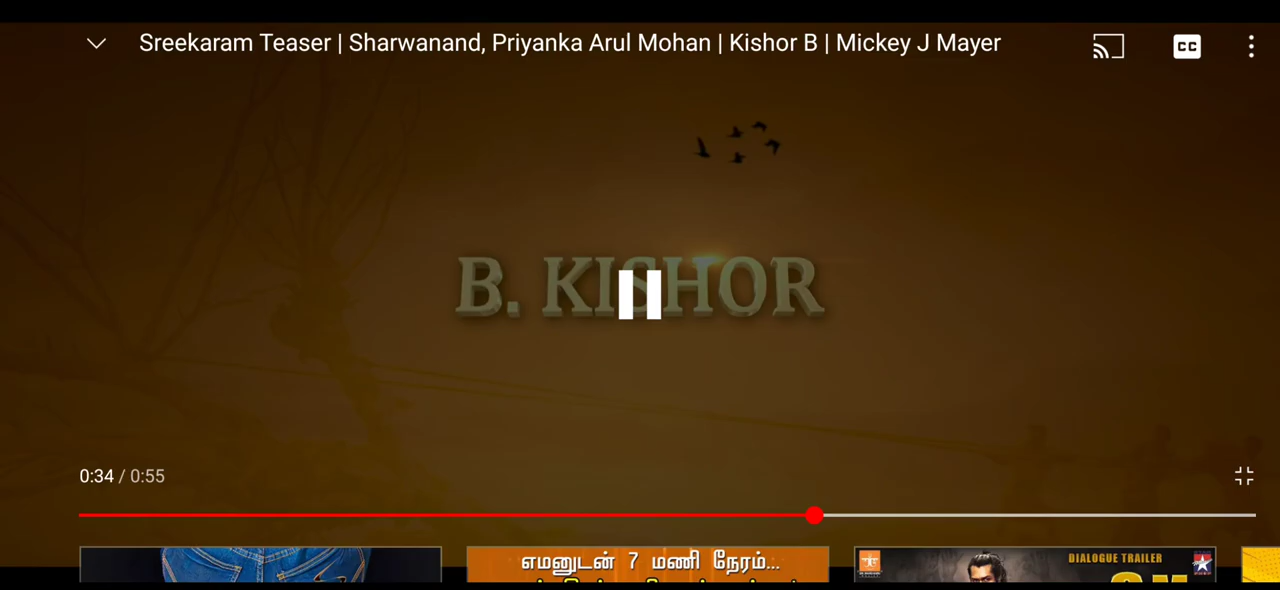 Sreekaram Teaser | Sharwanand, Priyanka Arul Mohan | Kishor B | Mickey J Mayer
CC
B. KISHOR
0:34 / 0:55
எமனுடன் 7 மணி நேரம்...
DIALOGUE TRAILER